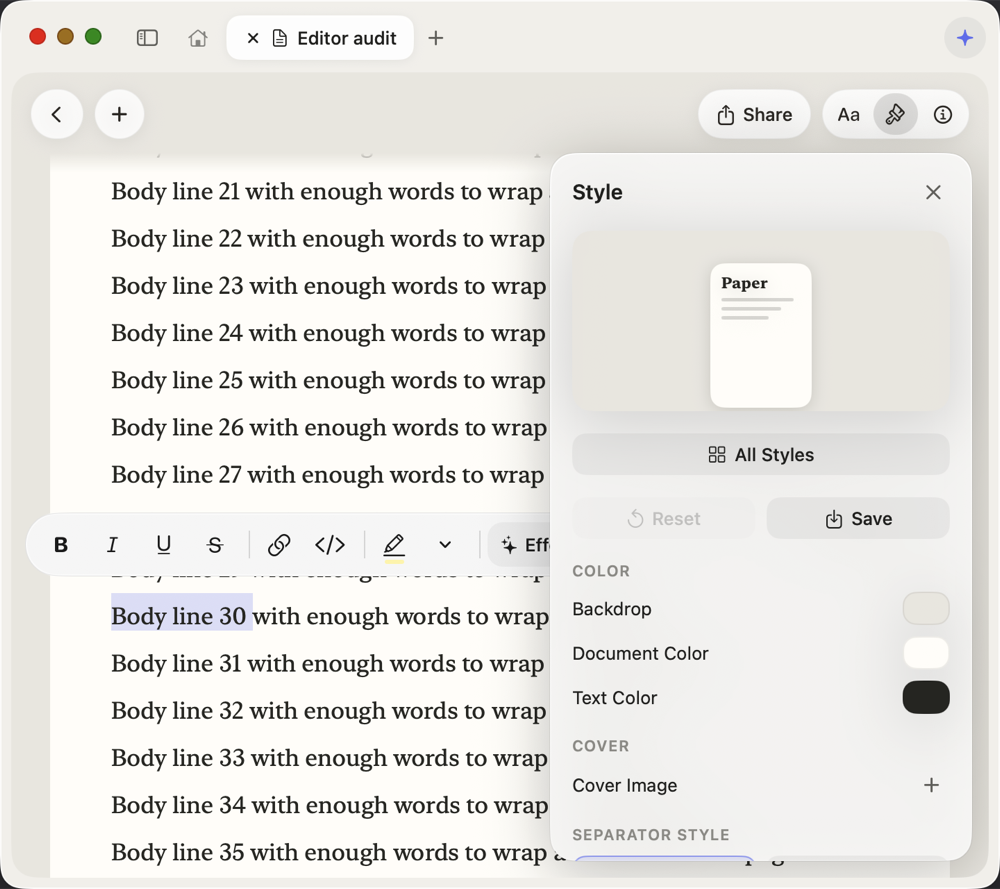 Editor audit
Share
Aa
Body line 21 with enough words to wrap
Body line 22 with enough words to wrap
Body line 23 with enough words to wrap
Body line 24 with enough words to wrap
Body line 25 with enough words to wrap
Body line 26 with enough words to wrap
Body line 27 with enough words to wrap
B I U S </> Eff
Body line 30 with enough words to wrap
Body line 31 with enough words to wrap
Body line 32 with enough words to wrap
Body line 33 with enough words to wrap
Body line 34 with enough words to wrap
Body line 35 with enough words to wrap a
Style
Paper
All Styles
Reset
Save
COLOR
Backdrop
Document Color
Text Color
COVER
Cover Image
SEPARATOR STYLE